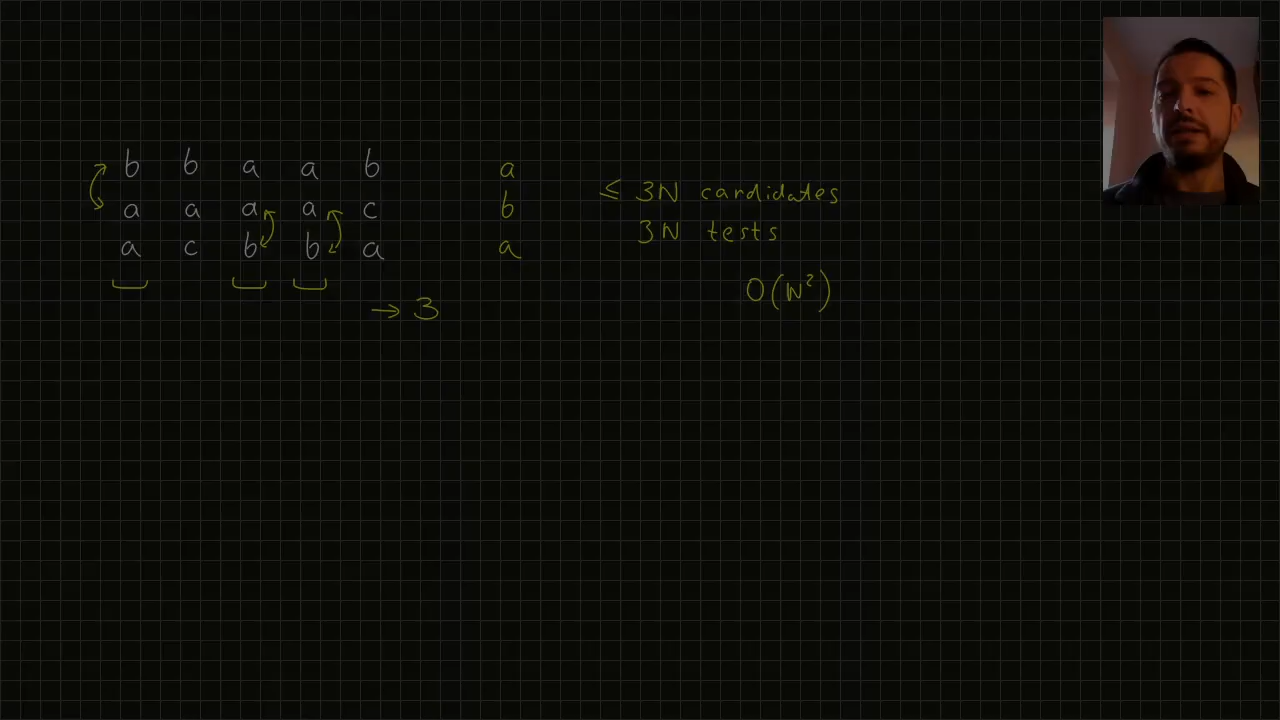 b b a a b a
a a a a c b
a c b b a a
→ 3
≤ 3N candidates
3N tests
O(N²)